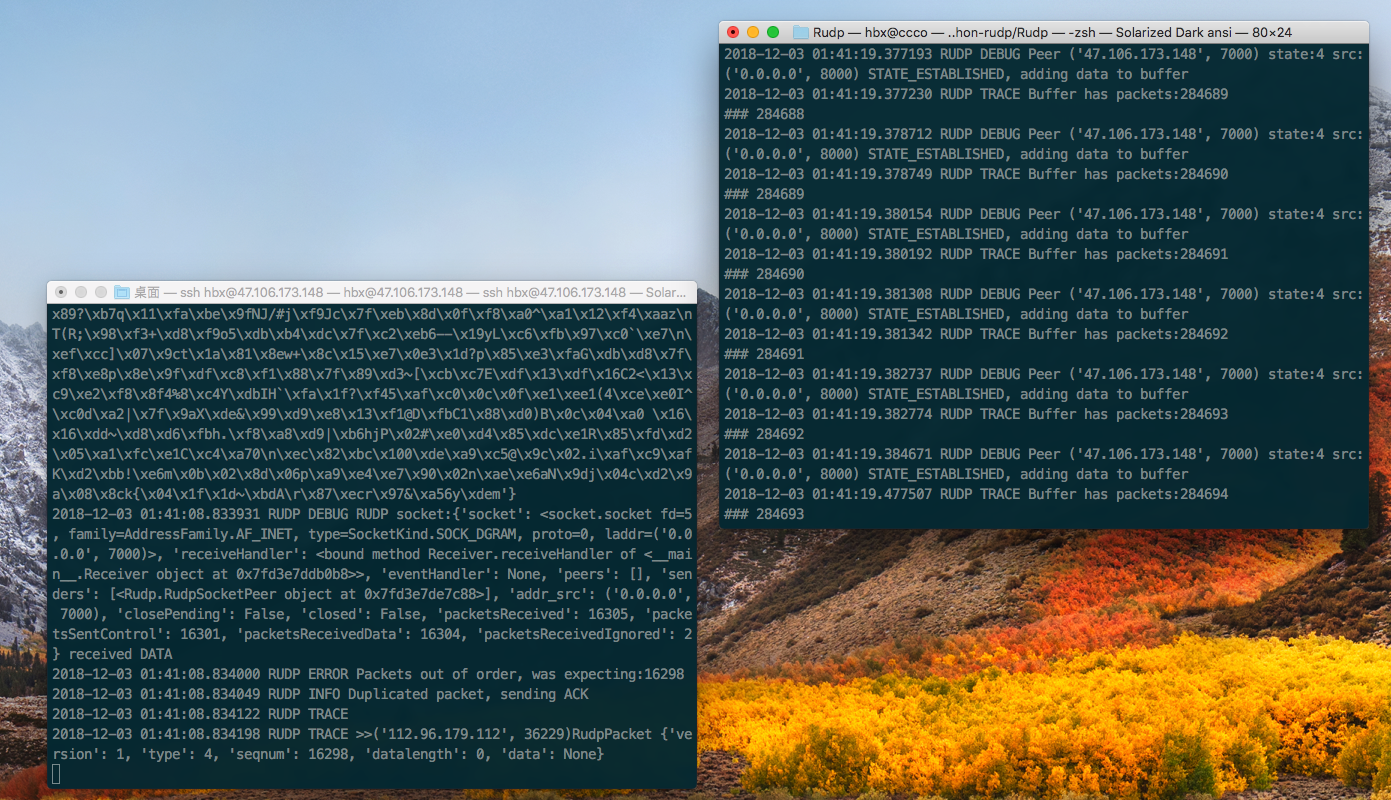 Rudp — hbx@ccco — ..hon-rudp/Rudp — -zsh — Solarized Dark ansi — 80×24
2018-12-03 01:41:19.377193 RUDP DEBUG Peer ('47.106.173.148', 7000) state:4 src:
('0.0.0.0', 8000) STATE_ESTABLISHED, adding data to buffer
2018-12-03 01:41:19.377230 RUDP TRACE Buffer has packets:284689
### 284688
2018-12-03 01:41:19.378712 RUDP DEBUG Peer ('47.106.173.148', 7000) state:4 src:
('0.0.0.0', 8000) STATE_ESTABLISHED, adding data to buffer
2018-12-03 01:41:19.378749 RUDP TRACE Buffer has packets:284690
### 284689
2018-12-03 01:41:19.380154 RUDP DEBUG Peer ('47.106.173.148', 7000) state:4 src:
('0.0.0.0', 8000) STATE_ESTABLISHED, adding data to buffer
2018-12-03 01:41:19.380192 RUDP TRACE Buffer has packets:284691
### 284690
2018-12-03 01:41:19.381308 RUDP DEBUG Peer ('47.106.173.148', 7000) state:4 src:
('0.0.0.0', 8000) STATE_ESTABLISHED, adding data to buffer
2018-12-03 01:41:19.381342 RUDP TRACE Buffer has packets:284692
### 284691
2018-12-03 01:41:19.382737 RUDP DEBUG Peer ('47.106.173.148', 7000) state:4 src:
('0.0.0.0', 8000) STATE_ESTABLISHED, adding data to buffer
2018-12-03 01:41:19.382774 RUDP TRACE Buffer has packets:284693
### 284692
2018-12-03 01:41:19.384671 RUDP DEBUG Peer ('47.106.173.148', 7000) state:4 src:
('0.0.0.0', 8000) STATE_ESTABLISHED, adding data to buffer
2018-12-03 01:41:19.477507 RUDP TRACE Buffer has packets:284694
### 284693
桌面 — ssh hbx@47.106.173.148 — hbx@47.106.173.148 — ssh hbx@47.106.173.148 — Solar...
x89?\xb7q\x11\xfa\xbe\x9fNJ/#j\xf9Jc\x7f\xeb\x8d\x0f\xf8\xa0^\xa1\x12\xf4\xaaz\n
T(R;\x98\xf3+\xd8\xf9o5\xdb\xb4\xdc\x7f\xc2\xeb6--\x19yL\xc6\xfb\x97\xc0`\xe7\n\
xef\xcc]\x07\x9ct\x1a\x81\x8ew+\x8c\x15\xe7\x0e3\x1d?p\x85\xe3\xfaG\xdb\xd8\x7f\
xf8\xe8p\x8e\x9f\xdf\xc8\xf1\x88\x7f\x89\xd3~[\xcb\xc7E\xdf\x13\xdf\x16C2<\x13\x
c9\xe2\xf8\x8f4%8\xc4Y\xdbIH`\xfa\x1f?\xf45\xaf\xc0\x0c\x0f\xe1\xee1(4\xce\xe0I^
\xc0d\xa2|\x7f\x9aX\xde&\x99\xd9\xe8\x13\xf1@D\xfbC1\x88\xd0)B\x0c\x04\xa0 \x16\
x16\xdd~\xd8\xd6\xfbh.\xf8\xa8\xd9|\xb6hjP\x02#\xe0\xd4\x85\xdc\xe1R\x85\xfd\xd2
\x05\xa1\xfc\xe1C\xc4\xa70\n\xec\x82\xbc\x100\xde\xa9\xc5@\x9c\x02.i\xaf\xc9\xaf
K\xd2\xbb!\xe6m\x0b\x02\x8d\x06p\xa9\xe4\xe7\x90\x02n\xae\xe6aN\x9dj\x04c\xd2\x9
a\x08\x8ck{\x04\x1f\x1d~\xbdA\r\x87\xecr\x97&\xa56y\xdem'}
2018-12-03 01:41:08.833931 RUDP DEBUG RUDP socket:{'socket': <socket.socket fd=5
, family=AddressFamily.AF_INET, type=SocketKind.SOCK_DGRAM, proto=0, laddr=('0.0
.0.0', 7000)>, 'receiveHandler': <bound method Receiver.receiveHandler of <__mai
n__.Receiver object at 0x7fd3e7ddb0b8>>, 'eventHandler': None, 'peers': [], 'sen
ders': [<Rudp.RudpSocketPeer object at 0x7fd3e7de7c88>], 'addr_src': ('0.0.0.0',
 7000), 'closePending': False, 'closed': False, 'packetsReceived': 16305, 'packe
tsSentControl': 16301, 'packetsReceivedData': 16304, 'packetsReceivedIgnored': 2
} received DATA
2018-12-03 01:41:08.834000 RUDP ERROR Packets out of order, was expecting:16298
2018-12-03 01:41:08.834049 RUDP INFO Duplicated packet, sending ACK
2018-12-03 01:41:08.834122 RUDP TRACE
2018-12-03 01:41:08.834198 RUDP TRACE >>('112.96.179.112', 36229)RudpPacket {'ve
rsion': 1, 'type': 4, 'seqnum': 16298, 'datalength': 0, 'data': None}